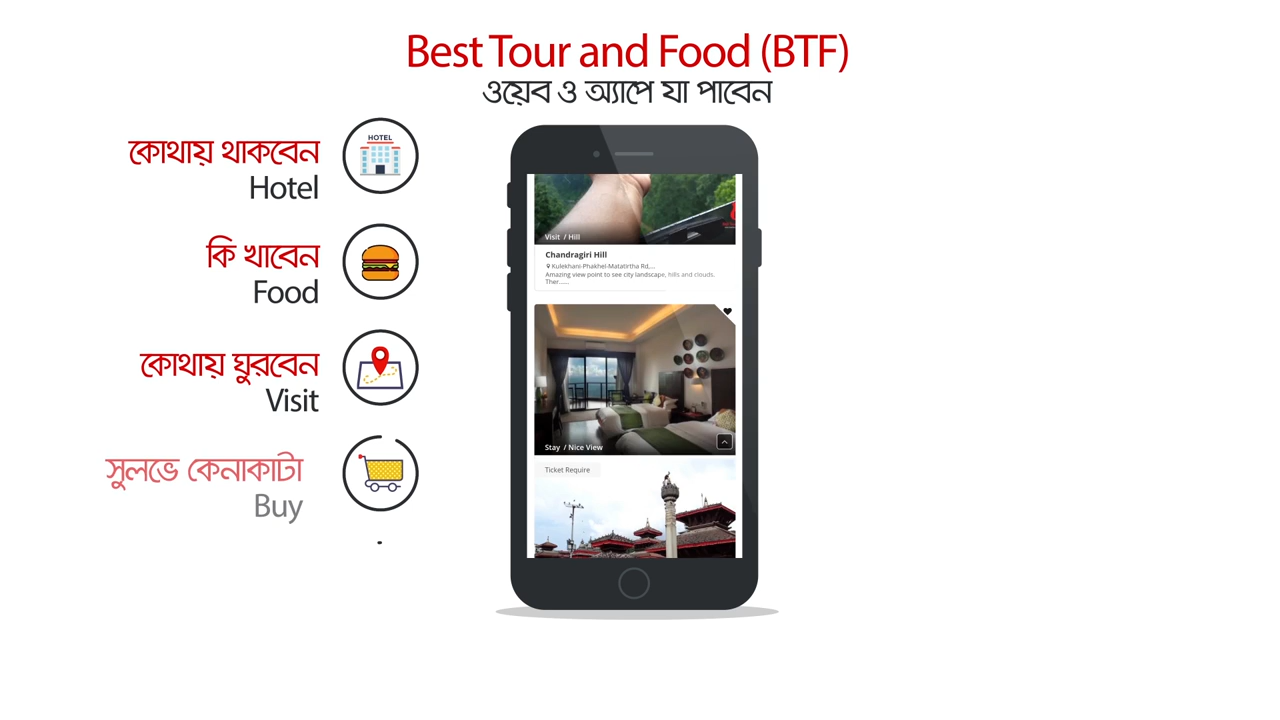 Best Tour and Food (BTF)
ওয়েব ও অ্যাপে যা পাবেন
কোথায় থাকবেন
Hotel
HOTEL
কি খাবেন
Food
কোথায় ঘুরবেন
Visit
সুলভে কেনাকাটা
Buy
Visit / Hill
Chandragiri Hill
Kulekhani-Phakhel-Matatirtha Rd,...
Amazing view point to see city landscape, hills and clouds.
Ther......
Stay / Nice View
Ticket Require